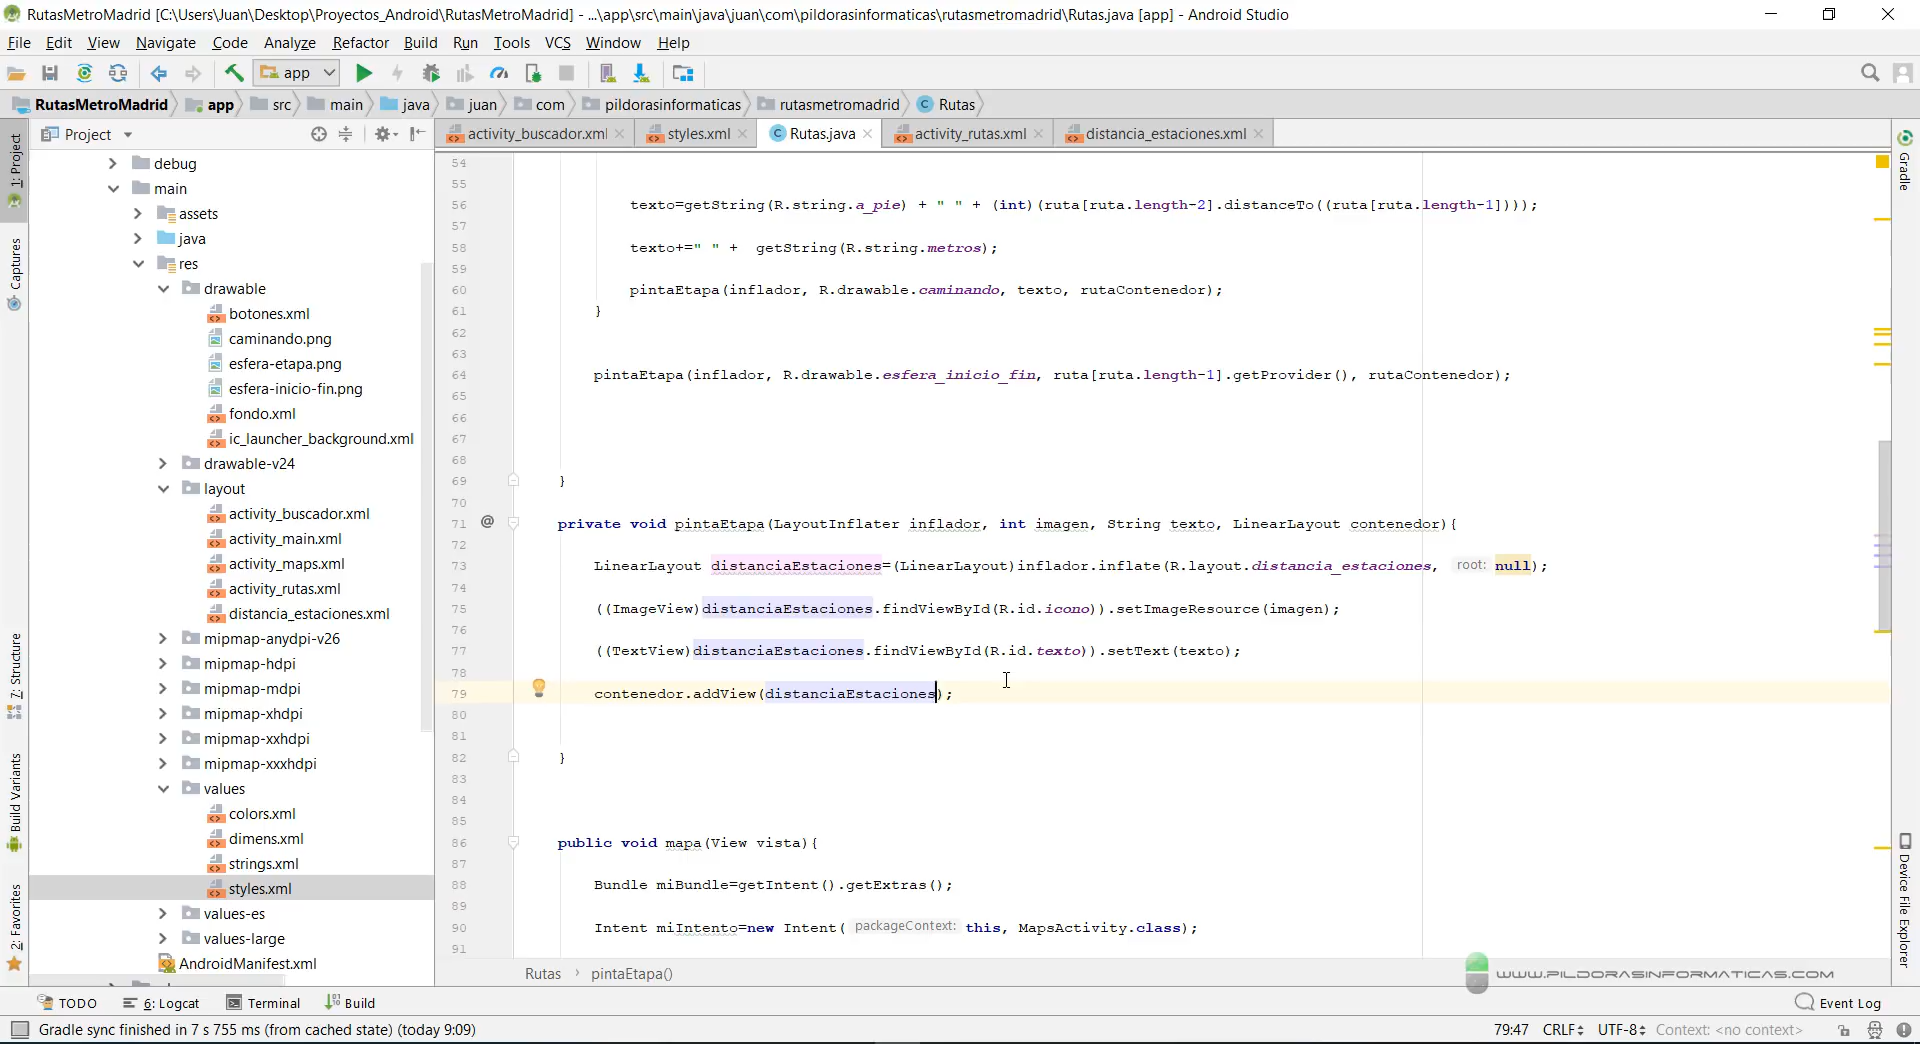 RutasMetroMadrid [C:\Users\Juan\Desktop\Proyectos_Android\RutasMetroMadrid] - ...\app\src\main\java\juan\com\pildorasinformaticas\rutasmetromadrid\Rutas.java [app] - Android Studio
File Edit View Navigate Code Analyze Refactor Build Run Tools VCS Window Help
app
RutasMetroMadrid app src main java juan com pildorasinformaticas rutasmetromadrid Rutas
Project
activity_buscador.xml styles.xml Rutas.java activity_rutas.xml distancia_estaciones.xml
1: Project
Captures
7: Structure
Build Variants
2: Favorites
debug
main
assets
java
res
drawable
botones.xml
caminando.png
esfera-etapa.png
esfera-inicio-fin.png
fondo.xml
ic_launcher_background.xml
drawable-v24
layout
activity_buscador.xml
activity_main.xml
activity_maps.xml
activity_rutas.xml
distancia_estaciones.xml
mipmap-anydpi-v26
mipmap-hdpi
mipmap-mdpi
mipmap-xhdpi
mipmap-xxhdpi
mipmap-xxxhdpi
values
colors.xml
dimens.xml
strings.xml
styles.xml
values-es
values-large
AndroidManifest.xml
54
55
56 texto=getString(R.string.a_pie) + " " + (int)(ruta[ruta.length-2].distanceTo((ruta[ruta.length-1])));
57
58 texto+=" " + getString(R.string.metros);
59
60 pintaEtapa(inflador, R.drawable.caminando, texto, rutaContenedor);
61 }
62
63
64 pintaEtapa(inflador, R.drawable.esfera_inicio_fin, ruta[ruta.length-1].getProvider(), rutaContenedor);
65
66
67
68
69 }
70
71 @ private void pintaEtapa(LayoutInflater inflador, int imagen, String texto, LinearLayout contenedor){
72
73 LinearLayout distanciaEstaciones=(LinearLayout)inflador.inflate(R.layout.distancia_estaciones, root: null);
74
75 ((ImageView)distanciaEstaciones.findViewById(R.id.icono)).setImageResource(imagen);
76
77 ((TextView)distanciaEstaciones.findViewById(R.id.texto)).setText(texto);
78
79 contenedor.addView(distanciaEstaciones);
80
81
82 }
83
84
85
86 public void mapa(View vista){
87
88 Bundle miBundle=getIntent().getExtras();
89
90 Intent miIntento=new Intent( packageContext: this, MapsActivity.class);
91
Rutas pintaEtapa()
WWW.PILDORASINFORMATICAS.COM
Gradle
Device File Explorer
TODO 6: Logcat Terminal Build Event Log
Gradle sync finished in 7 s 755 ms (from cached state) (today 9:09) 79:47 CRLF UTF-8 Context: <no context>